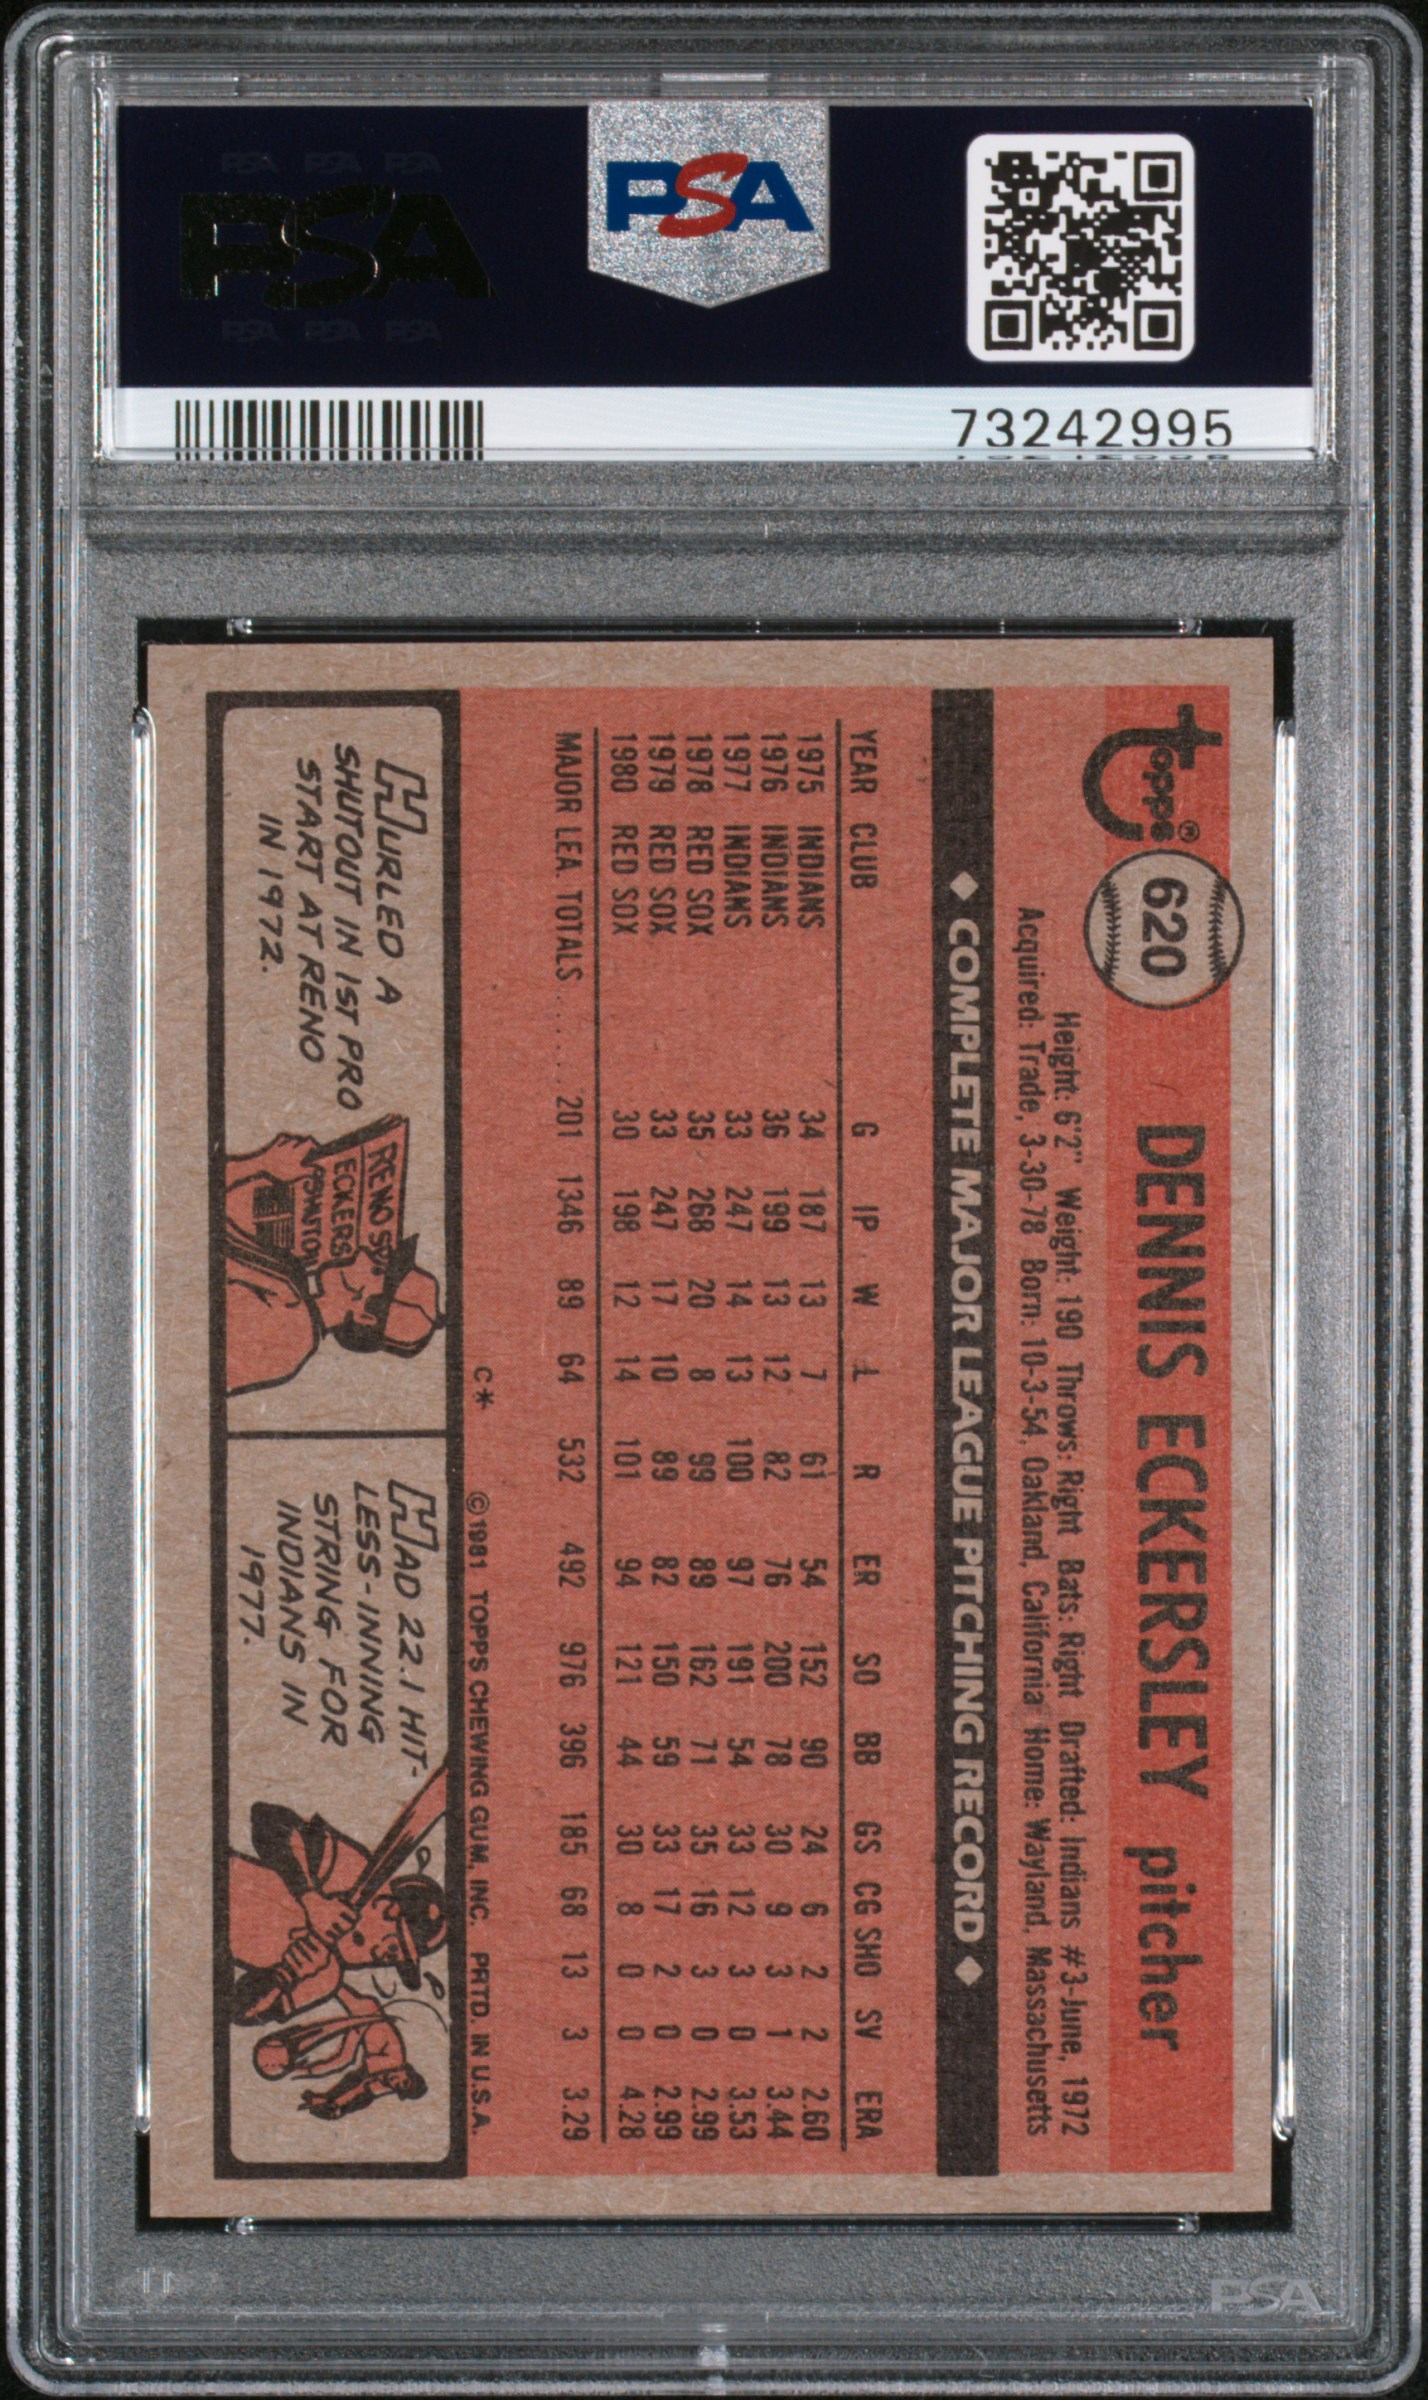 PSA PSA PSA
PSA
PSA PSA PSA
PSA
73242995
topps®
620
DENNIS ECKERSLEY pitcher
Height: 6'2" Weight: 190 Throws: Right Bats: Right Drafted: Indians #3-June, 1972
Acquired: Trade, 3-30-78 Born: 10-3-54, Oakland, California Home: Wayland, Massachusetts
◆ COMPLETE MAJOR LEAGUE PITCHING RECORD ◆
YEAR CLUB G IP W L R ER SO BB GS CG SHO SV ERA
1975 INDIANS 34 187 13 7 61 54 152 90 24 6 2 2 2.60
1976 INDIANS 36 199 13 12 82 76 200 78 30 9 3 1 3.44
1977 INDIANS 33 247 14 13 100 97 191 54 33 12 3 0 3.53
1978 RED SOX 35 268 20 8 99 89 162 71 35 16 3 0 2.99
1979 RED SOX 33 247 17 10 89 82 150 59 33 17 2 0 2.99
1980 RED SOX 30 198 12 14 101 94 121 44 30 8 0 0 4.28
MAJOR LEA. TOTALS ...... 201 1346 89 64 532 492 976 396 185 68 13 3 3.29
C* ©1981 TOPPS CHEWING GUM, INC. PRTD. IN U.S.A.
HURLED A
SHUTOUT IN 1ST PRO
START AT RENO
IN 1972.
RENO
ECKERS
HAD 22.1 HIT-
LESS-INNING
STRING FOR
INDIANS IN
1977.
PSA